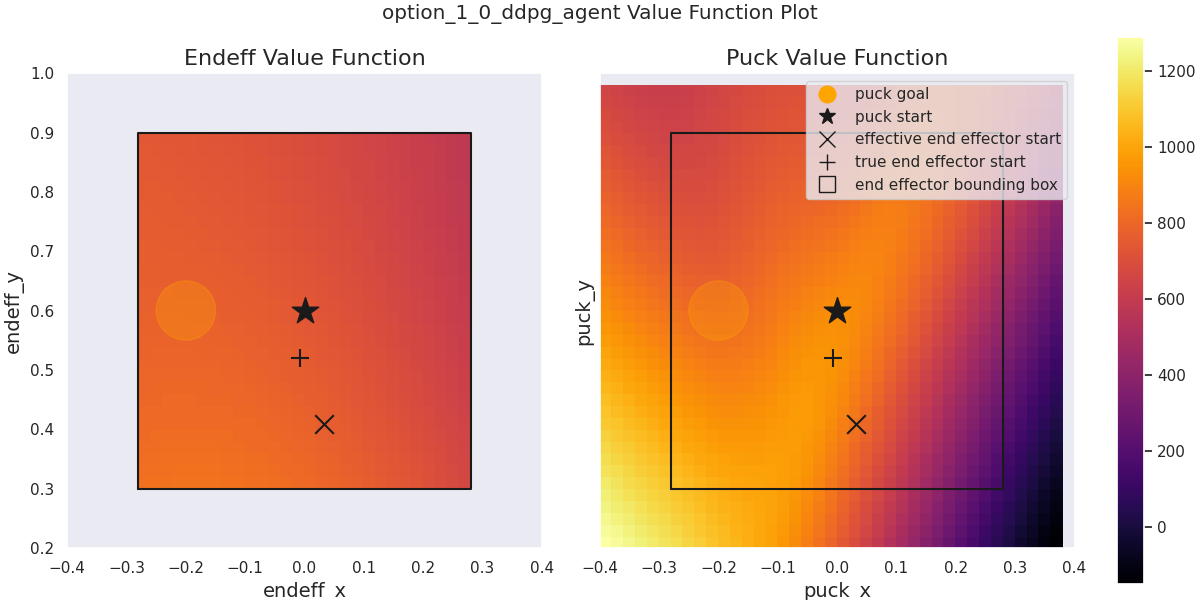 option_1_0_ddpg_agent Value Function Plot
Endeff Value Function
endeff_y
1.0
0.9
0.8
0.7
0.6
0.5
0.4
0.3
0.2
−0.4 −0.3 −0.2 −0.1 0.0 0.1 0.2 0.3 0.4
endeff_x
Puck Value Function
puck_y
puck goal
puck start
effective end effector start
true end effector start
end effector bounding box
−0.4 −0.3 −0.2 −0.1 0.0 0.1 0.2 0.3 0.4
puck_x
1200
1000
800
600
400
200
0